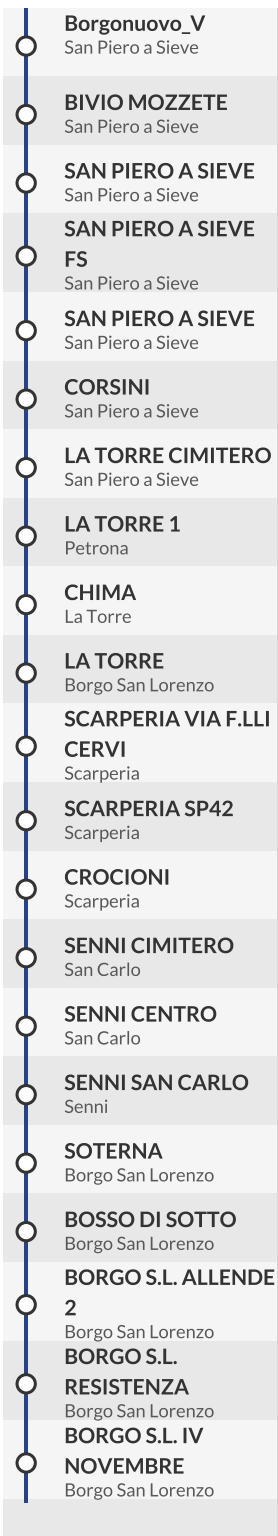 Borgonuovo_V
San Piero a Sieve
BIVIO MOZZETE
San Piero a Sieve
SAN PIERO A SIEVE
San Piero a Sieve
SAN PIERO A SIEVE
FS
San Piero a Sieve
SAN PIERO A SIEVE
San Piero a Sieve
CORSINI
San Piero a Sieve
LA TORRE CIMITERO
San Piero a Sieve
LA TORRE 1
Petrona
CHIMA
La Torre
LA TORRE
Borgo San Lorenzo
SCARPERIA VIA F.LLI
CERVI
Scarperia
SCARPERIA SP42
Scarperia
CROCIONI
Scarperia
SENNI CIMITERO
San Carlo
SENNI CENTRO
San Carlo
SENNI SAN CARLO
Senni
SOTERNA
Borgo San Lorenzo
BOSSO DI SOTTO
Borgo San Lorenzo
BORGO S.L. ALLENDE
2
Borgo San Lorenzo
BORGO S.L.
RESISTENZA
Borgo San Lorenzo
BORGO S.L. IV
NOVEMBRE
Borgo San Lorenzo